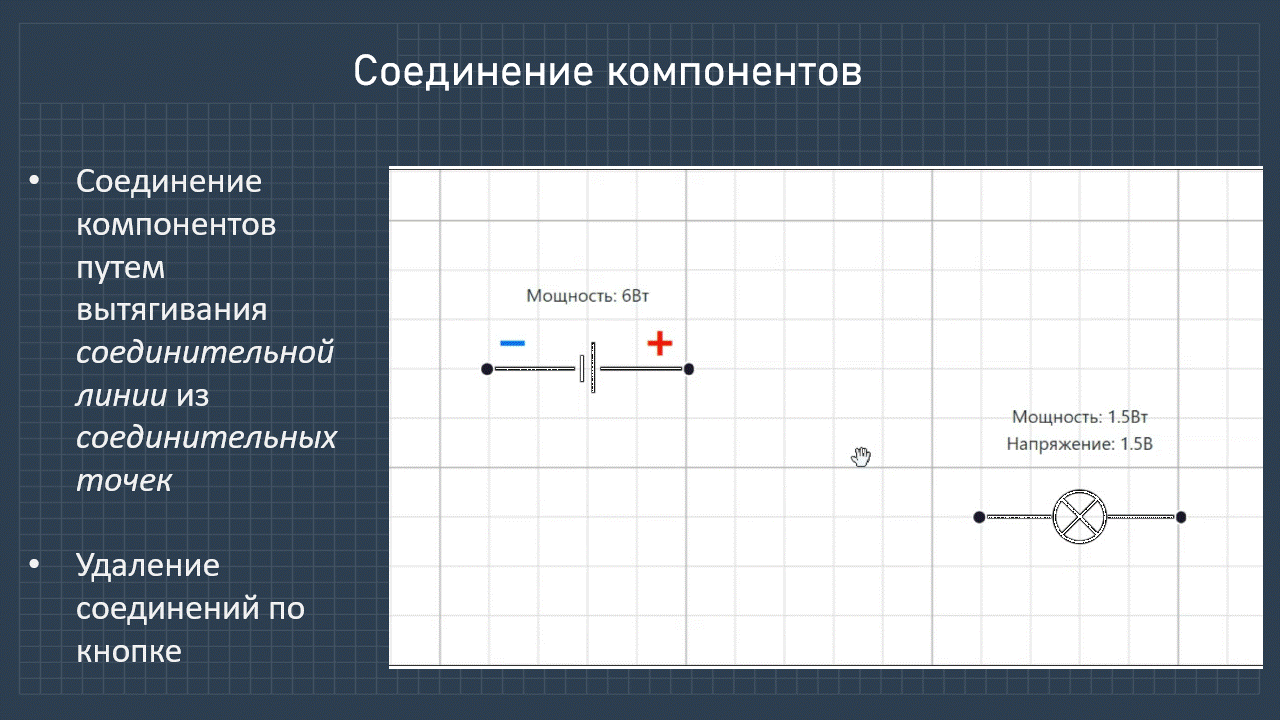 Соединение компонентов
• Соединение
компонентов
путем
вытягивания
соединительной
линии из
соединительных
точек
• Удаление
соединений по
кнопке
Мощность: 6Вт
− +
Мощность: 1.5Вт
Напряжение: 1.5В